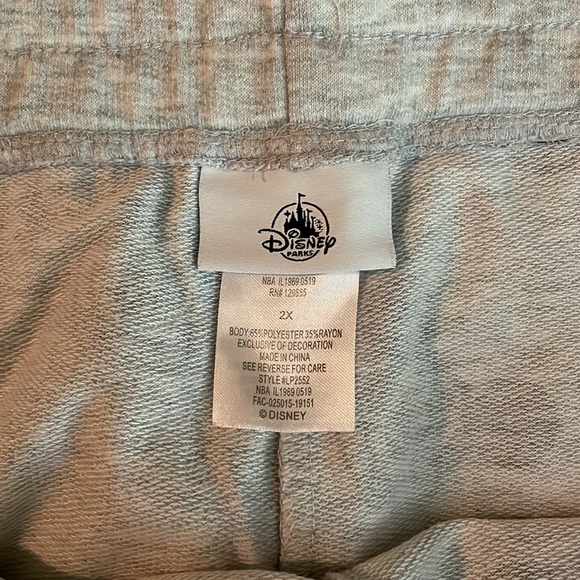 Disney
PARKS
NBA IL1969 0519
RN# 129855
2X
BODY:65%POLYESTER 35%RAYON
EXCLUSIVE OF DECORATION
MADE IN CHINA
SEE REVERSE FOR CARE
STYLE #LP2552
NBA IL1969 0519
FAC-025015-19151
© DISNEY